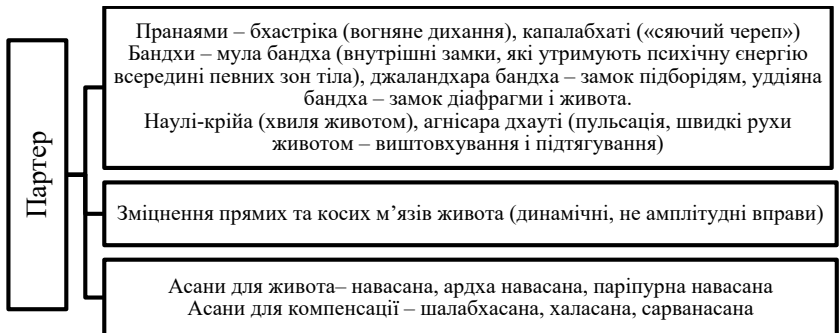 Партер
Пранаями – бхастріка (вогняне дихання), капалабхаті («сяючий череп»)
Бандхи – мула бандха (внутрішні замки, які утримують психічну єнергію
всередині певних зон тіла), джаландхара бандха – замок підборідям, уддіяна
бандха – замок діафрагми і живота.
Наулі-крійа (хвиля животом), агнісара дхауті (пульсація, швидкі рухи
животом – виштовхування і підтягування)
Зміцнення прямих та косих м’язів живота (динамічні, не амплітудні вправи)
Асани для живота– навасана, ардха навасана, паріпурна навасана
Асани для компенсації – шалабхасана, халасана, сарванасана